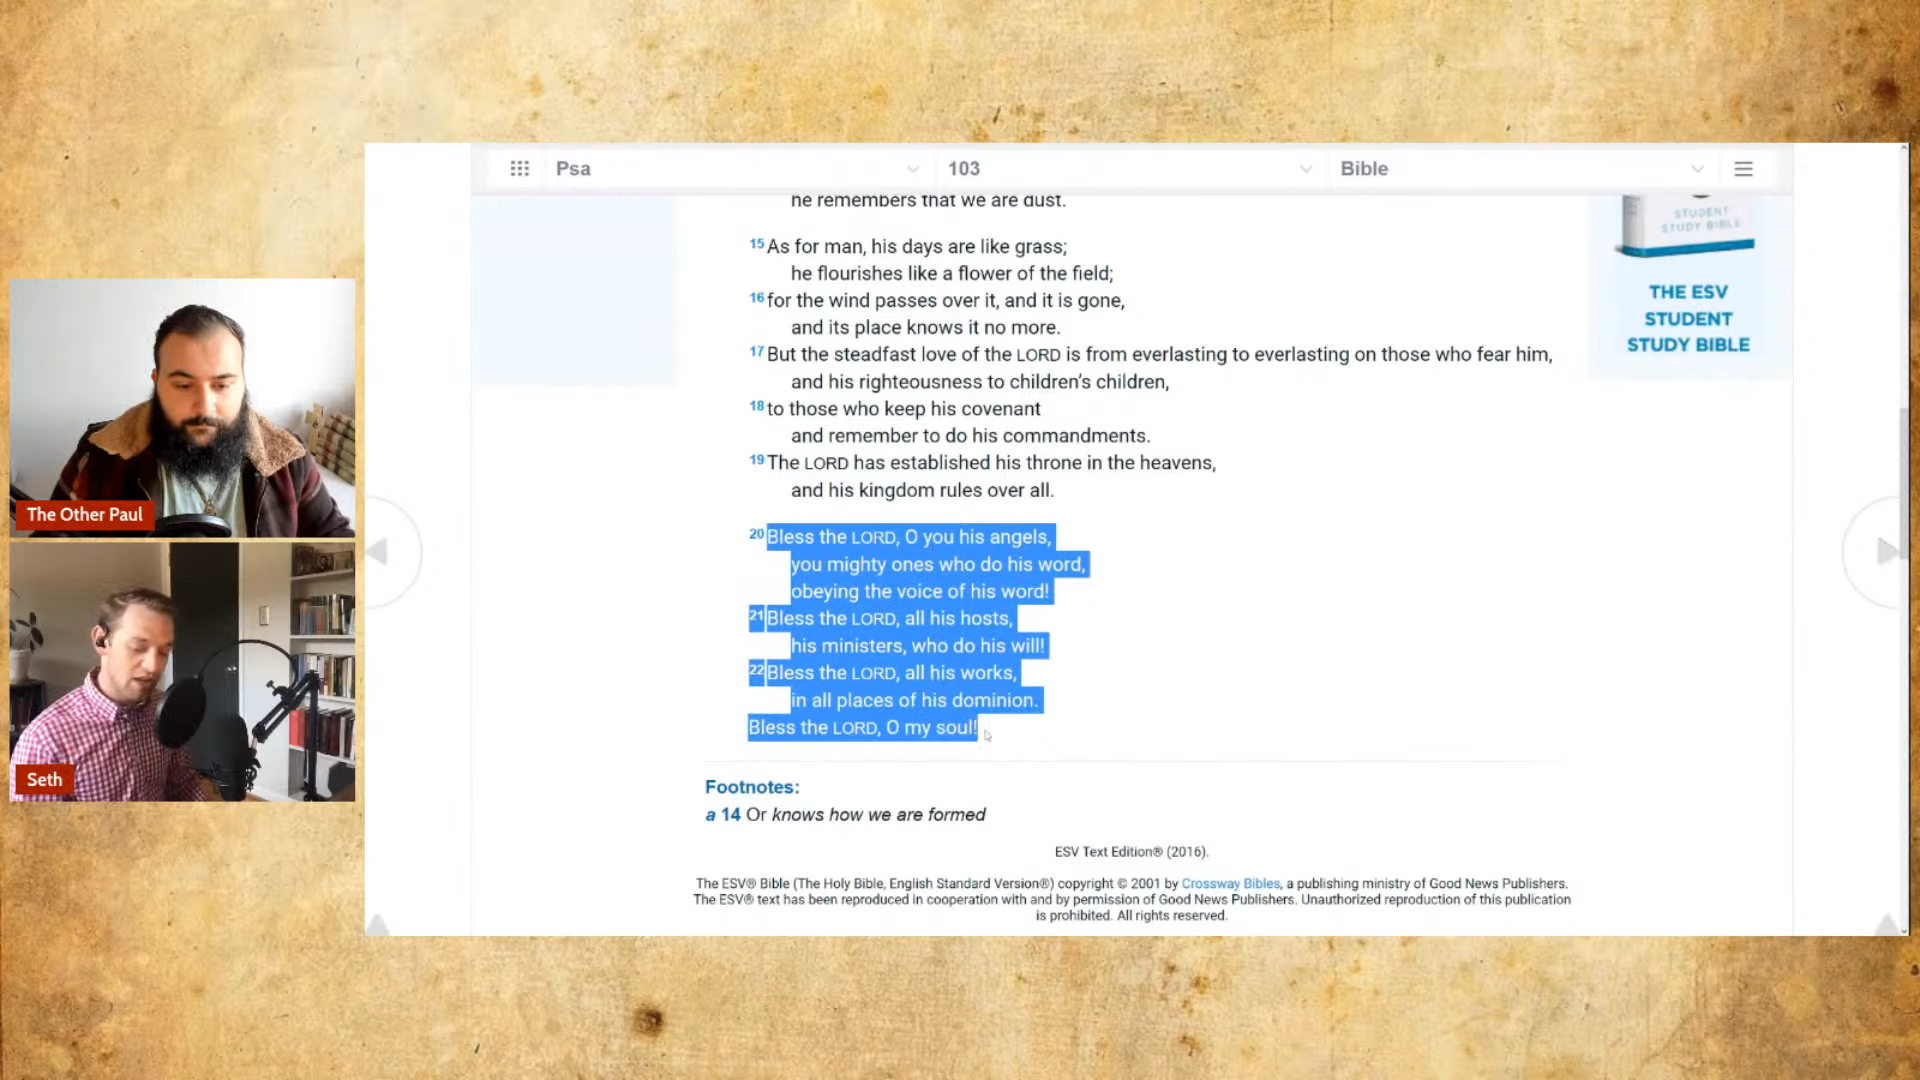 Psa
103
Bible
he remembers that we are dust.
15 As for man, his days are like grass;
he flourishes like a flower of the field;
16 for the wind passes over it, and it is gone,
and its place knows it no more.
17 But the steadfast love of the LORD is from everlasting to everlasting on those who fear him,
and his righteousness to children's children,
18 to those who keep his covenant
and remember to do his commandments.
19 The LORD has established his throne in the heavens,
and his kingdom rules over all.
20 Bless the LORD, O you his angels,
you mighty ones who do his word,
obeying the voice of his word!
21 Bless the LORD, all his hosts,
his ministers, who do his will!
22 Bless the LORD, all his works,
in all places of his dominion.
Bless the LORD, O my soul!
Footnotes:
a 14 Or knows how we are formed
ESV Text Edition® (2016).
The ESV® Bible (The Holy Bible, English Standard Version®) copyright © 2001 by Crossway Bibles, a publishing ministry of Good News Publishers.
The ESV® text has been reproduced in cooperation with and by permission of Good News Publishers. Unauthorized reproduction of this publication
is prohibited. All rights reserved.
STUDENT
STUDY BIBLE
THE ESV
STUDENT
STUDY BIBLE
The Other Paul
Seth